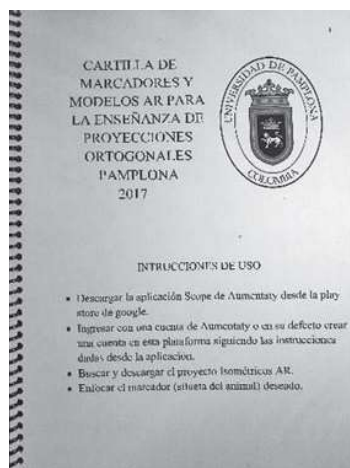 CARTILLA DE
MARCADORES Y
MODELOS AR PARA
LA ENSEÑANZA DE
PROYECCIONES
ORTOGONALES
PAMPLONA
2017
UNIVERSIDAD DE PAMPLONA
COLOMBIA
INTRUCCIONES DE USO
• Descargar la aplicación Scope de Aumentaty desde la play
store de google.
• Ingresar con una cuenta de Aumentaty o en su defecto crear
una cuenta en esta plataforma siguiendo las instrucciones
dadas desde la aplicación.
• Buscar y descargar el proyecto Isométricos AR.
• Enfocar el marcador (silueta del animal) deseado.